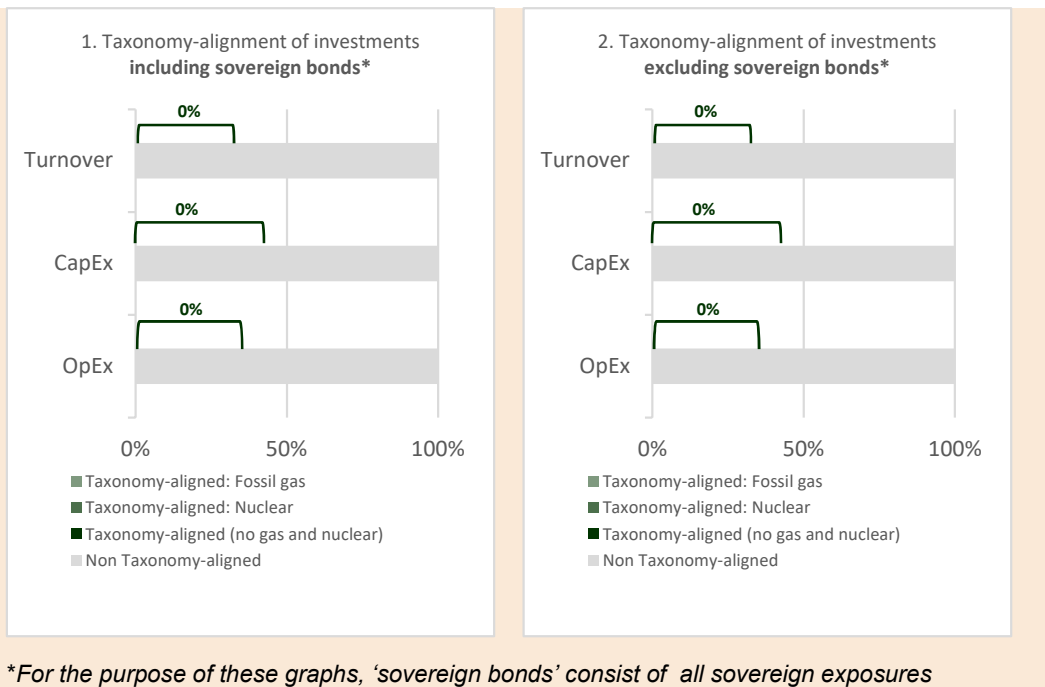 1. Taxonomy-alignment of investments
including sovereign bonds*
0%
Turnover
0%
CapEx
0%
OpEx
0% 50% 100%
Taxonomy-aligned: Fossil gas
Taxonomy-aligned: Nuclear
Taxonomy-aligned (no gas and nuclear)
Non Taxonomy-aligned
2. Taxonomy-alignment of investments
excluding sovereign bonds*
0%
Turnover
0%
CapEx
0%
OpEx
0% 50% 100%
Taxonomy-aligned: Fossil gas
Taxonomy-aligned: Nuclear
Taxonomy-aligned (no gas and nuclear)
Non Taxonomy-aligned
*For the purpose of these graphs, ‘sovereign bonds’ consist of all sovereign exposures